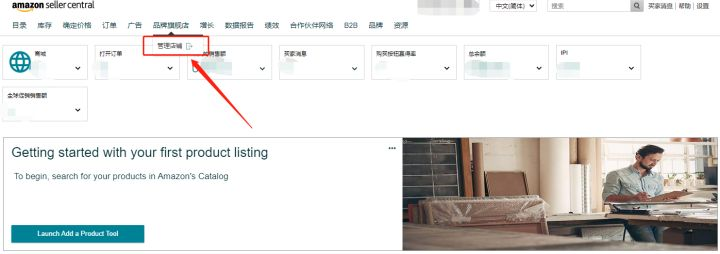 amazon seller central
中文(简体)
搜索
买家消息 | 帮助 | 设置
目录 库存 确定价格 订单 广告 品牌旗舰店 增长 数据报告 绩效 合作伙伴网络 B2B 品牌 资源
管理店铺
商城 打开订单 销售额 买家消息 购买按钮赢得率 总余额 IPI
全球促销销售额
Getting started with your first product listing
To begin, search for your products in Amazon's Catalog
Launch Add a Product Tool